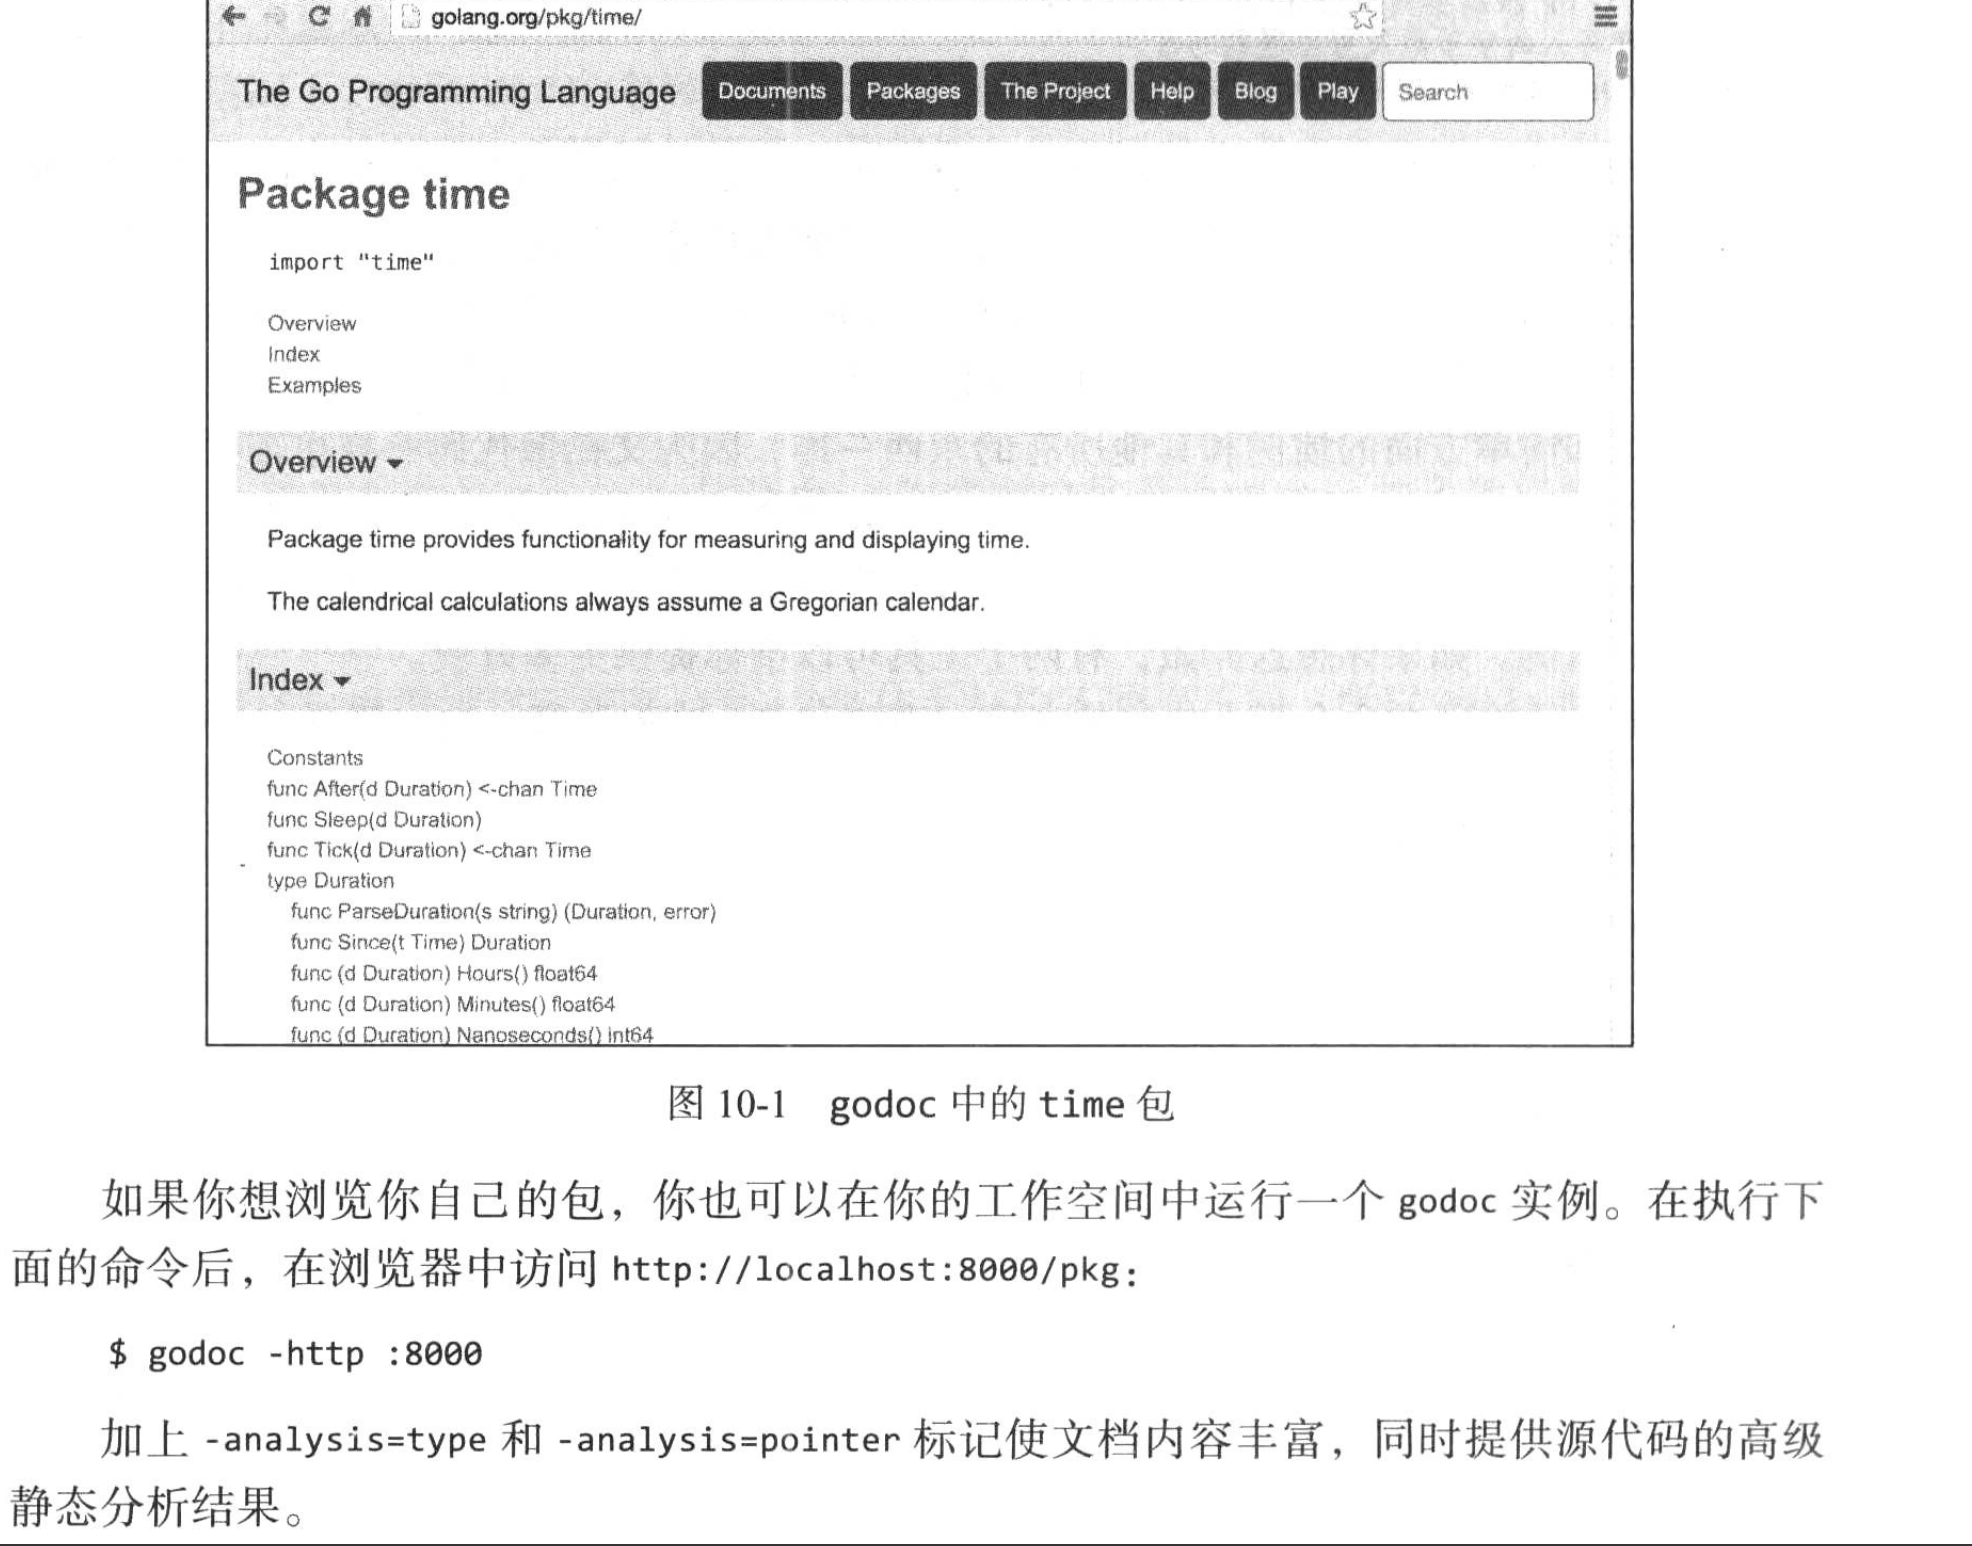 golang.org/pkg/time/
The Go Programming Language Documents Packages The Project Help Blog Play Search
Package time
import "time"
Overview
Index
Examples
Overview
Package time provides functionality for measuring and displaying time.
The calendrical calculations always assume a Gregorian calendar.
Index
Constants
func After(d Duration) <-chan Time
func Sleep(d Duration)
func Tick(d Duration) <-chan Time
type Duration
func ParseDuration(s string) (Duration, error)
func Since(t Time) Duration
func (d Duration) Hours() float64
func (d Duration) Minutes() float64
func (d Duration) Nanoseconds() int64
图 10-1 godoc 中的 time 包
如果你想浏览你自己的包，你也可以在你的工作空间中运行一个 godoc 实例。在执行下
面的命令后，在浏览器中访问 http://localhost:8000/pkg:
$ godoc -http :8000
加上 -analysis=type 和 -analysis=pointer 标记使文档内容丰富，同时提供源代码的高级
静态分析结果。